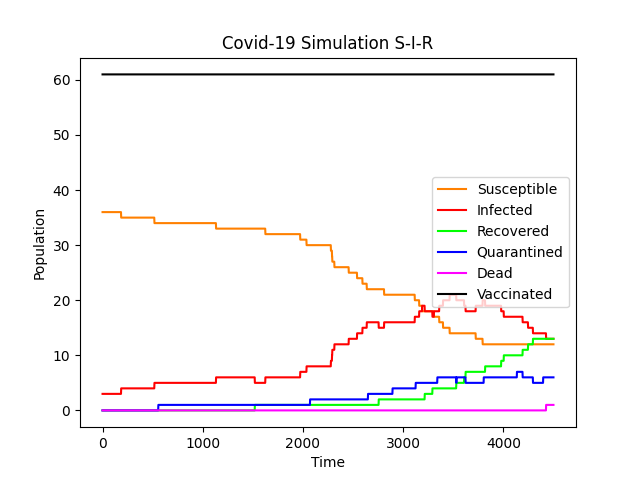 Covid-19 Simulation S-I-R
60
50
40
30
20
10
0
Population
Susceptible
Infected
Recovered
Quarantined
Dead
Vaccinated
0 1000 2000 3000 4000
Time